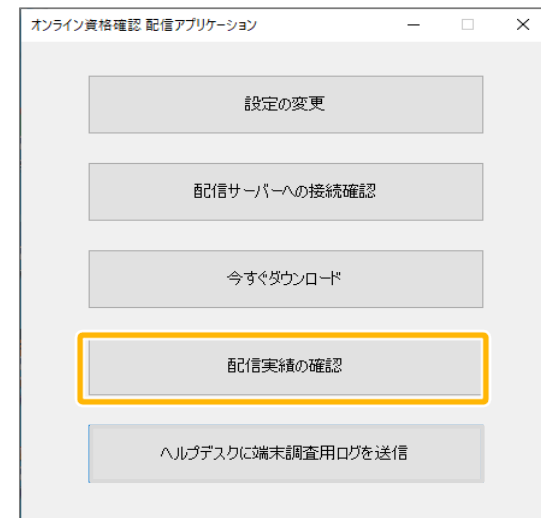 オンライン資格確認 配信アプリケーション
設定の変更
配信サーバーへの接続確認
今すぐダウンロード
配信実績の確認
ヘルプデスクに端末調査用ログを送信